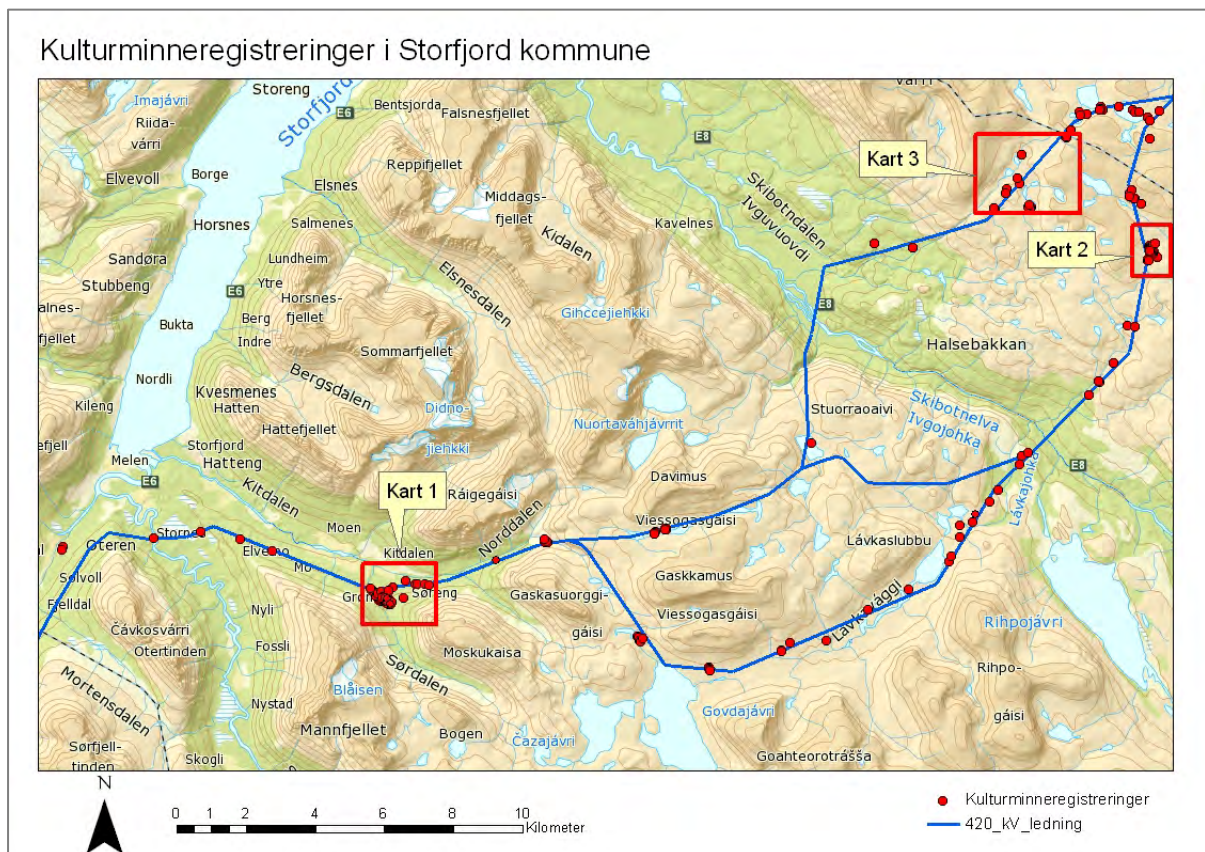 Kulturminneregistreringer i Storfjord kommune
Storeng
Imajávri
Riida-
várri
Storfjord
E6
Bentsjorda
Falsnesfjellet
Reppifjellet
E8
Kart 3
Elvevoll
Borge
Elsnes
Middags-
fjellet
Skibotndalen
Ivguvuovdi
Horsnes
Salmenes
Kidalen
Kavelnes
Kart 2
Sandøra
Stubbeng
Lundheim
Elsnesdalen
E6
Ytre
Horsnes-
fjellet
Gihccejiehkki
E8
fjellet
Bukta
Berg
Indre
Halsebakkan
Sommarfjellet
Nordli
Bergsdalen
Kvesmenes
Hatten
Kileng
Didno-
jiehkki
Stuorraoaivi
Hattefjellet
Nuortaváhjávrrit
Skibotnelva
Ivgojohka
Storfjord
Hatteng
Melen
E6
Kitdalen
Kart 1
Ráigegáisi
Davimus
E8
Lávkajohka
Moen
Norddalen
Viessogasgáisi
Oteren
Elvemo
Kitdalen
Lávkaslubbu
Mo
Solvoll
Fjelldal
Søreng
Gaskkamus
Gaskasuorggi-
gáisi
Nyli
Viessogasgáisi
Čávkosvárri
Otertinden
Fossli
Moskukaisa
Rihpojávri
Sørdalen
Rihpo-
gáisi
Mortensdalen
Blåisen
Nystad
Mannfjellet
Bogen
Govdajávri
Čazajávri
Sørfjell-
tinden
Skogli
Goahteorotrášša
N
0 1 2 4 6 8 10
Kilometer
Kulturminneregistreringer
420_kV_ledning